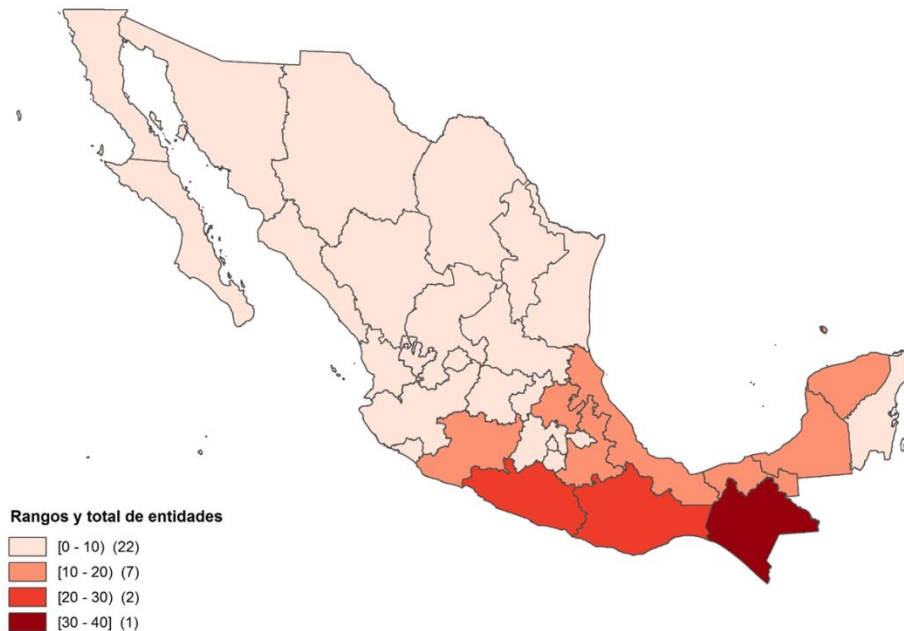 Rangos y total de entidades
[0 - 10) (22)
[10 - 20) (7)
[20 - 30) (2)
[30 - 40] (1)